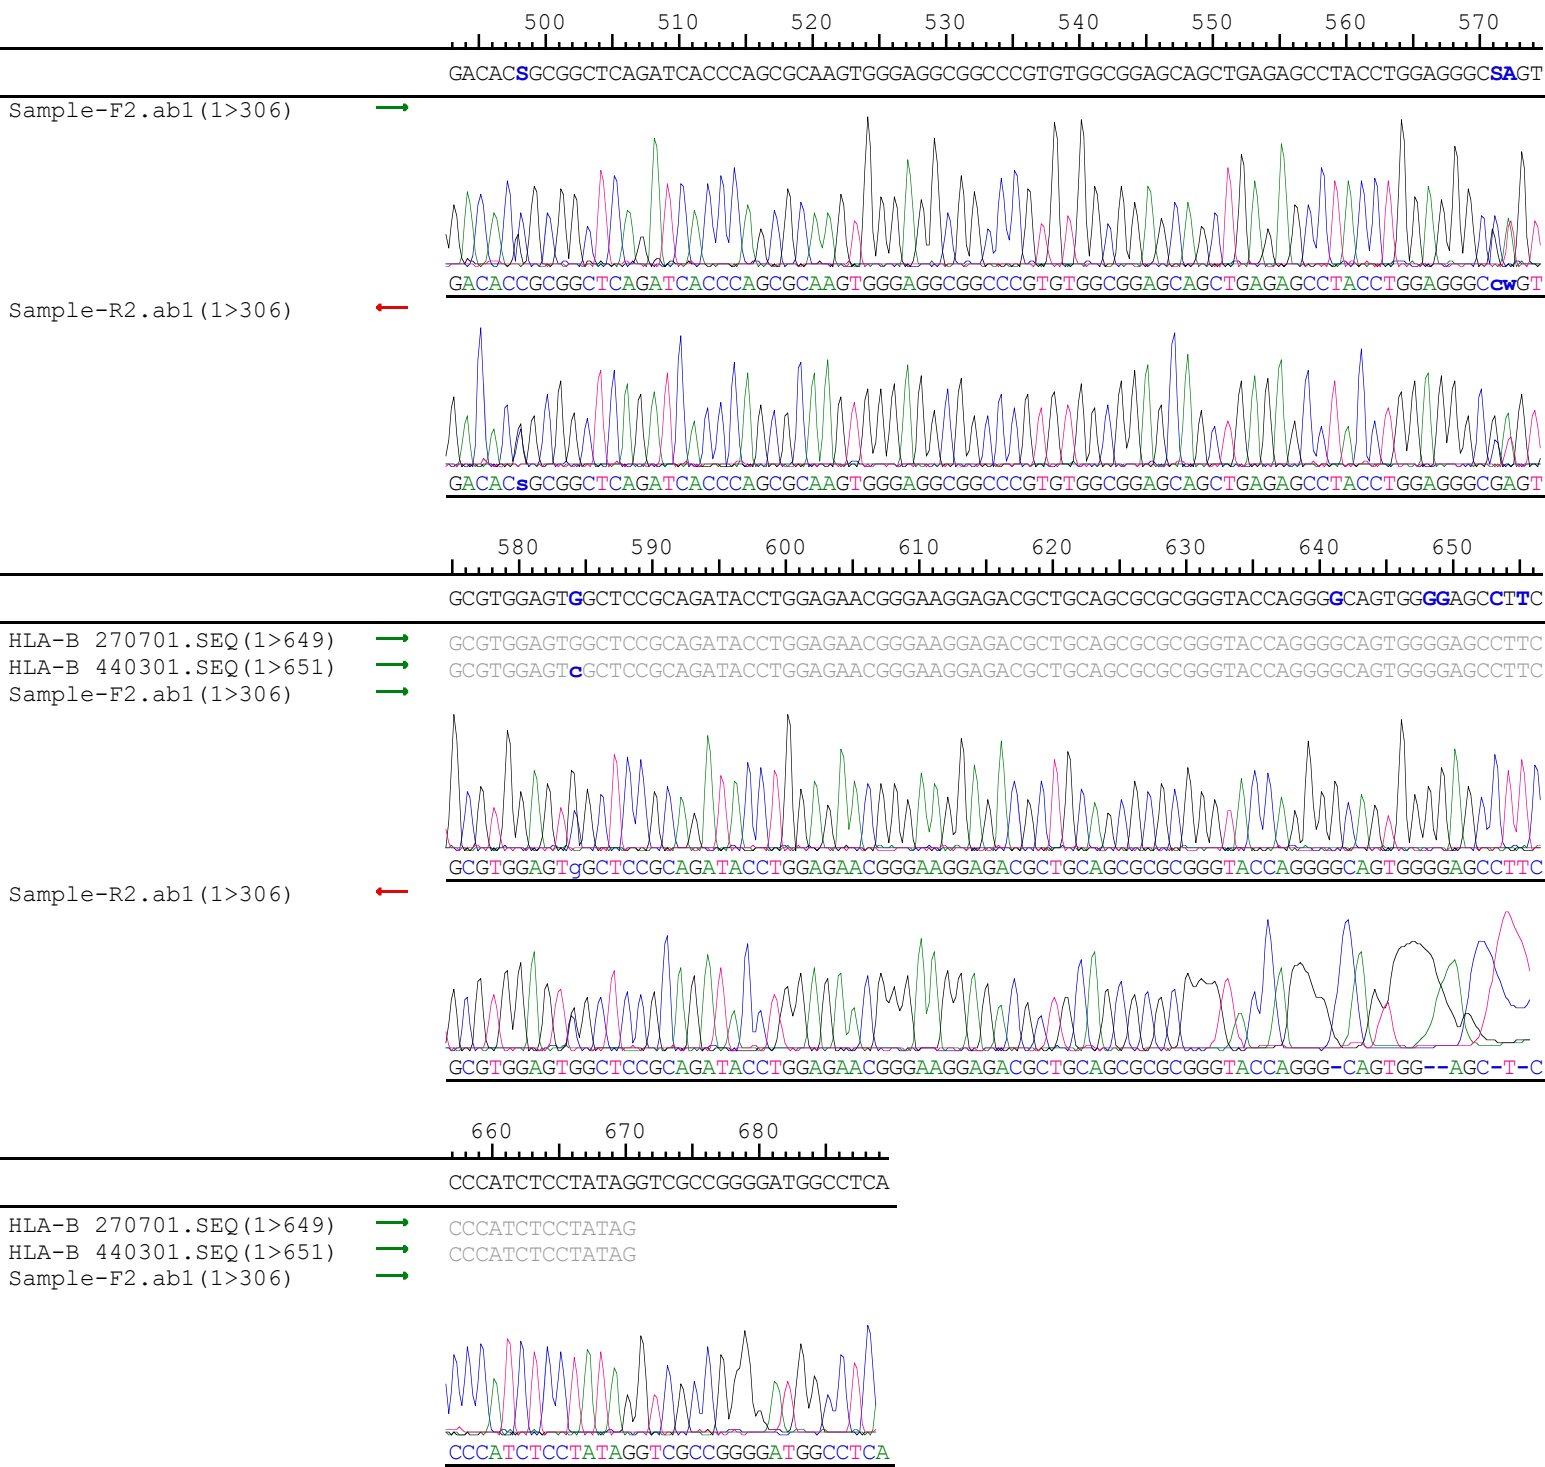 500 510 520 530 540 550 560 570
GACACSGCGGCTCAGATCACCCAGCGCAAGTGGGAGGCGGCCCGTGTGGCGGAGCAGCTGAGAGCCTACCTGGAGGGCSAGT
Sample-F2.ab1(1>306)
GACACCGCGGCTCAGATCACCCAGCGCAAGTGGGAGGCGGCCCGTGTGGCGGAGCAGCTGAGAGCCTACCTGGAGGGCcwGT
Sample-R2.ab1(1>306)
GACACsGCGGCTCAGATCACCCAGCGCAAGTGGGAGGCGGCCCGTGTGGCGGAGCAGCTGAGAGCCTACCTGGAGGGCGAGT
580 590 600 610 620 630 640 650
GCGTGGAGTGGCTCCGCAGATACCTGGAGAACGGGAAGGAGACGCTGCAGCGCGCGGGTACCAGGGGCAGTGGGGAGCCTTC
HLA-B 270701.SEQ(1>649) GCGTGGAGTGGCTCCGCAGATACCTGGAGAACGGGAAGGAGACGCTGCAGCGCGCGGGTACCAGGGGCAGTGGGGAGCCTTC
HLA-B 440301.SEQ(1>651) GCGTGGAGTcGCTCCGCAGATACCTGGAGAACGGGAAGGAGACGCTGCAGCGCGCGGGTACCAGGGGCAGTGGGGAGCCTTC
Sample-F2.ab1(1>306)
GCGTGGAGTgGCTCCGCAGATACCTGGAGAACGGGAAGGAGACGCTGCAGCGCGCGGGTACCAGGGGCAGTGGGGAGCCTTC
Sample-R2.ab1(1>306)
GCGTGGAGTGGCTCCGCAGATACCTGGAGAACGGGAAGGAGACGCTGCAGCGCGCGGGTACCAGGG-CAGTGG--AGC-T-C
660 670 680
CCCATCTCCTATAGGTCGCCGGGGATGGCCTCA
HLA-B 270701.SEQ(1>649) CCCATCTCCTATAG
HLA-B 440301.SEQ(1>651) CCCATCTCCTATAG
Sample-F2.ab1(1>306)
CCCATCTCCTATAGGTCGCCGGGGATGGCCTCA